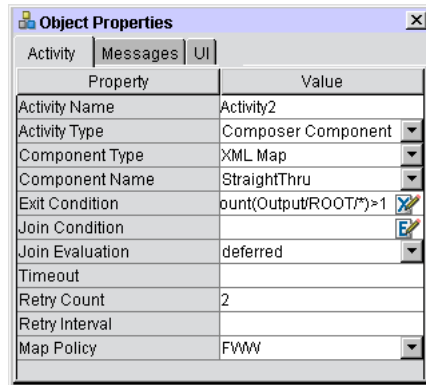 Object Properties
Activity Messages UI
Property Value
Activity Name Activity2
Activity Type Composer Component
Component Type XML Map
Component Name StraightThru
Exit Condition ount(Output/ROOT/*)>1
Join Condition
Join Evaluation deferred
Timeout
Retry Count 2
Retry Interval
Map Policy FWW